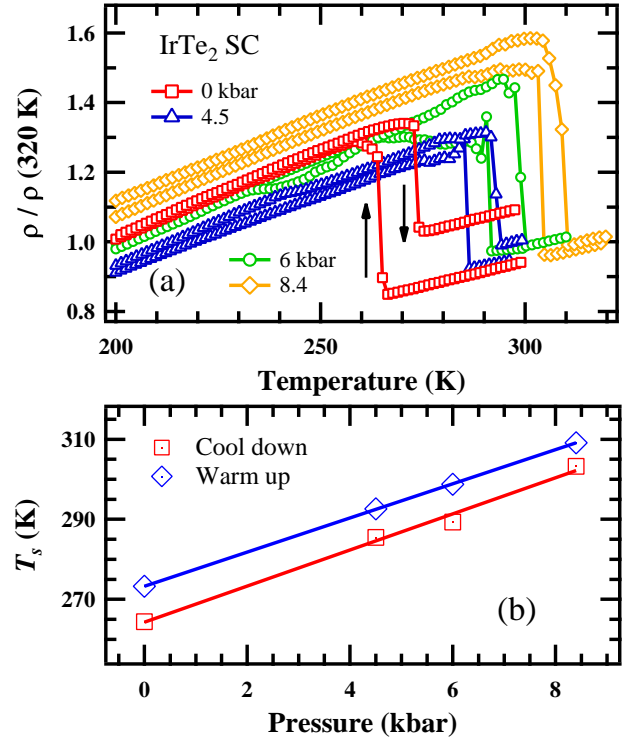 IrTe₂ SC
0 kbar
4.5
6 kbar
8.4
(a)
ρ / ρ (320 K)
1.6
1.4
1.2
1.0
0.8
200
250
300
Temperature (K)
Cool down
Warm up
(b)
Tₛ (K)
310
290
270
0
2
4
6
8
Pressure (kbar)